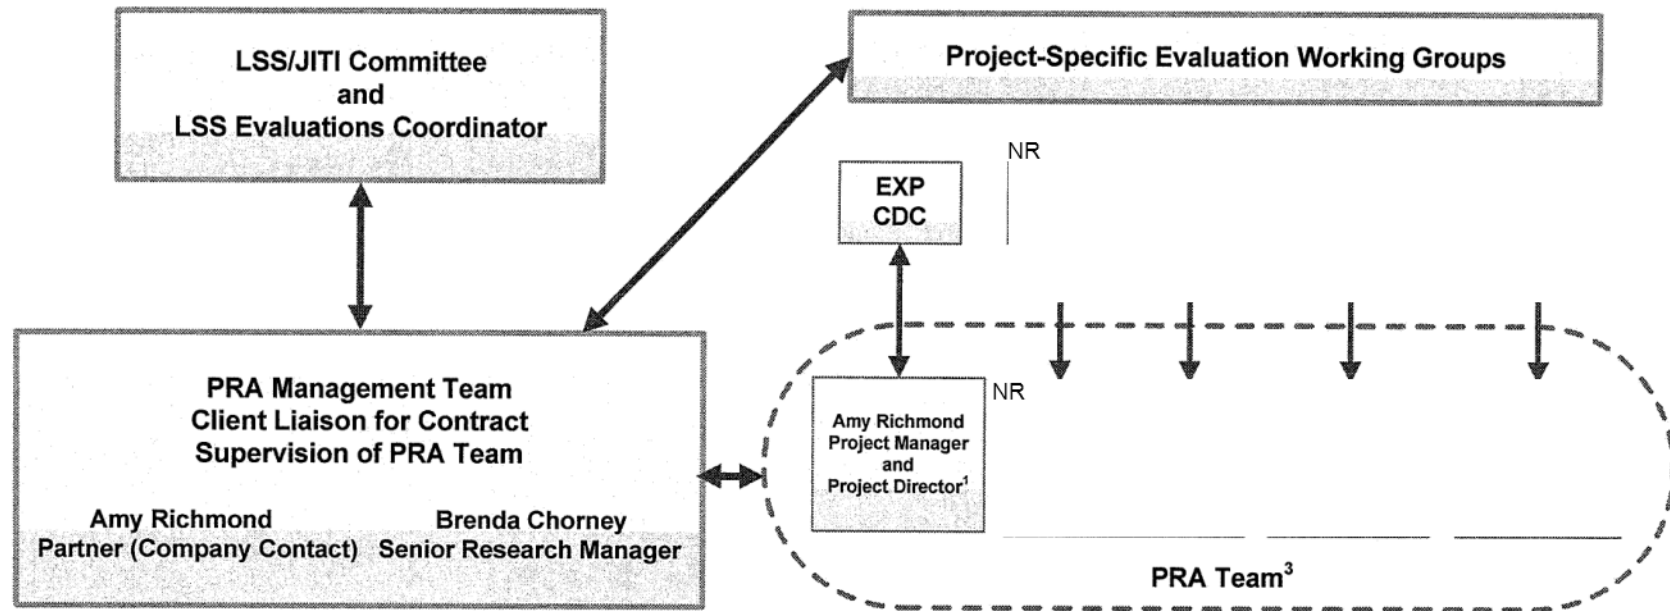 LSS/JITI Committee
and
LSS Evaluations Coordinator
Project-Specific Evaluation Working Groups
NR
EXP
CDC
PRA Management Team
Client Liaison for Contract
Supervision of PRA Team
Amy Richmond
Partner (Company Contact)
Brenda Chorney
Senior Research Manager
NR
Amy Richmond
Project Manager
and
Project Director¹
PRA Team³